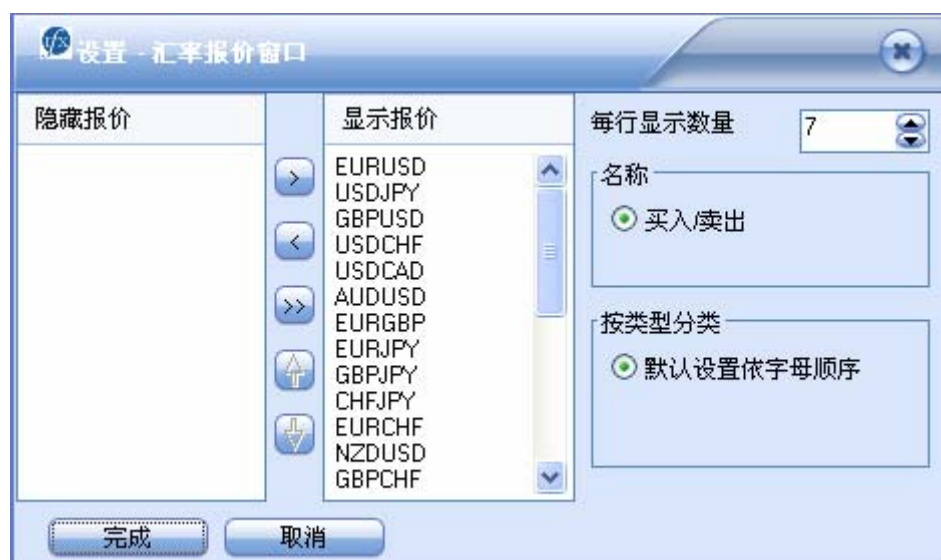 设置 - 汇率报价窗口
隐藏报价
显示报价
EURUSD
USDJPY
GBPUSD
USDCHF
USDCAD
AUDUSD
EURGBP
EURJPY
GBPJPY
CHFJPY
EURCHF
NZDUSD
GBPCHF
>
<
>>
每行显示数量 7
名称
买入/卖出
按类型分类
默认设置依字母顺序
完成 取消